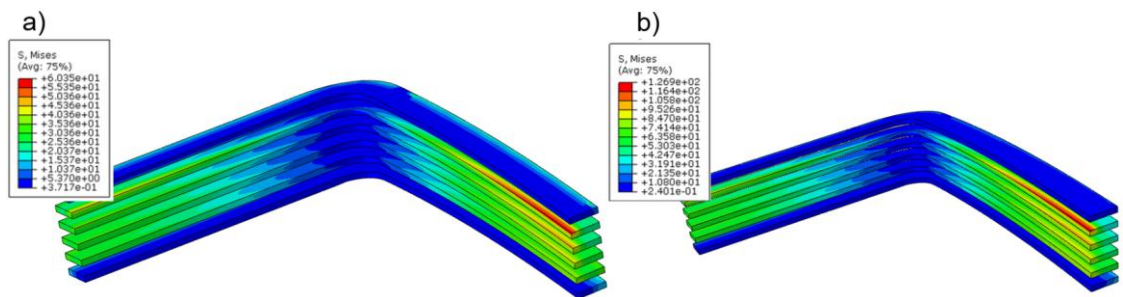 a)
S, Mises
(Avg: 75%)
+6.035e+01
+5.535e+01
+5.036e+01
+4.536e+01
+4.036e+01
+3.536e+01
+3.036e+01
+2.536e+01
+2.037e+01
+1.537e+01
+1.037e+01
+5.370e+00
+3.717e-01
b)
S, Mises
(Avg: 75%)
+1.269e+02
+1.164e+02
+1.058e+02
+9.526e+01
+8.470e+01
+7.414e+01
+6.358e+01
+5.303e+01
+4.247e+01
+3.191e+01
+2.135e+01
+1.080e+01
+2.401e-01